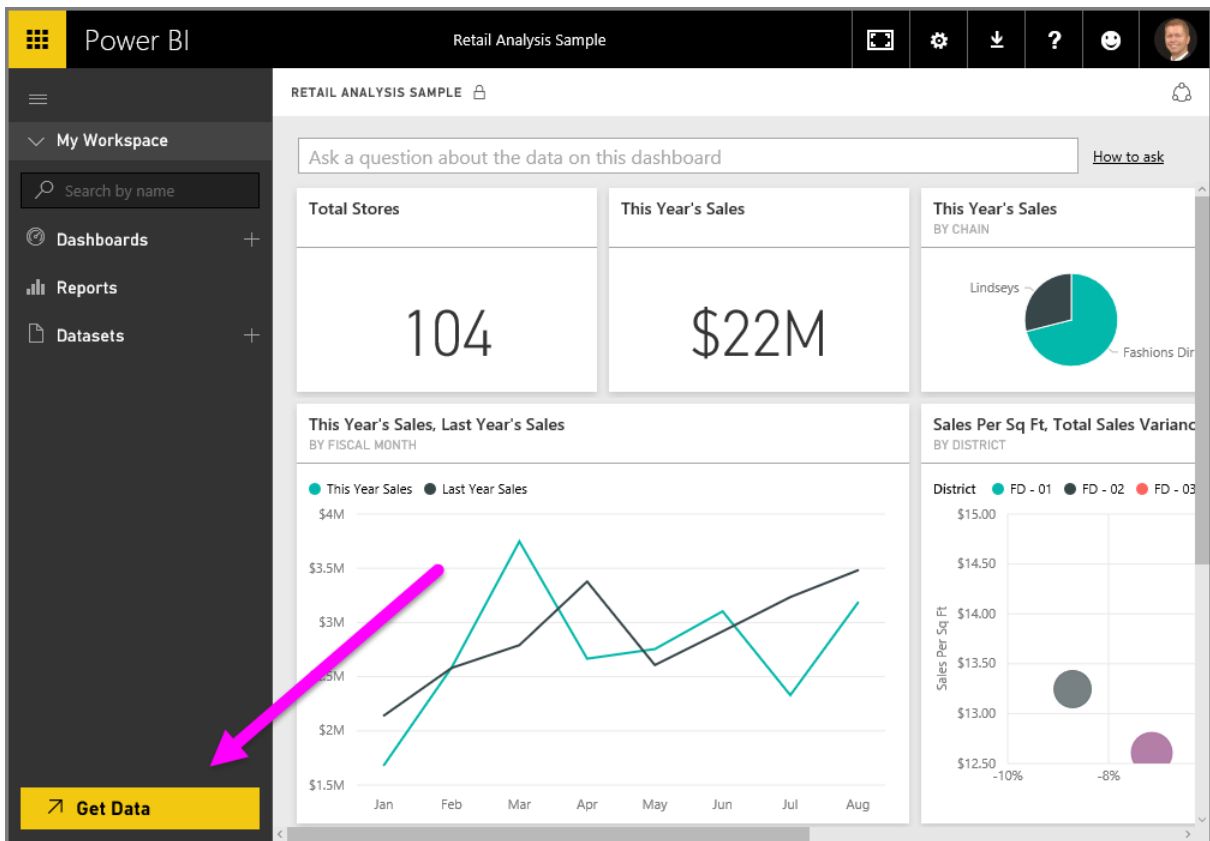 Power BI
Retail Analysis Sample
?
RETAIL ANALYSIS SAMPLE
My Workspace
Search by name
Dashboards
Reports
Datasets
Get Data
Ask a question about the data on this dashboard
How to ask
Total Stores
104
This Year's Sales
$22M
This Year's Sales
BY CHAIN
Lindseys
Fashions Dir
This Year's Sales, Last Year's Sales
BY FISCAL MONTH
This Year Sales Last Year Sales
$4M
$3.5M
$3M
5M
$2M
$1.5M
Jan Feb Mar Apr May Jun Jul Aug
Sales Per Sq Ft, Total Sales Varianc
BY DISTRICT
District FD - 01 FD - 02 FD - 03
Sales Per Sq Ft
$15.00
$14.50
$14.00
$13.50
$13.00
$12.50
-10% -8%